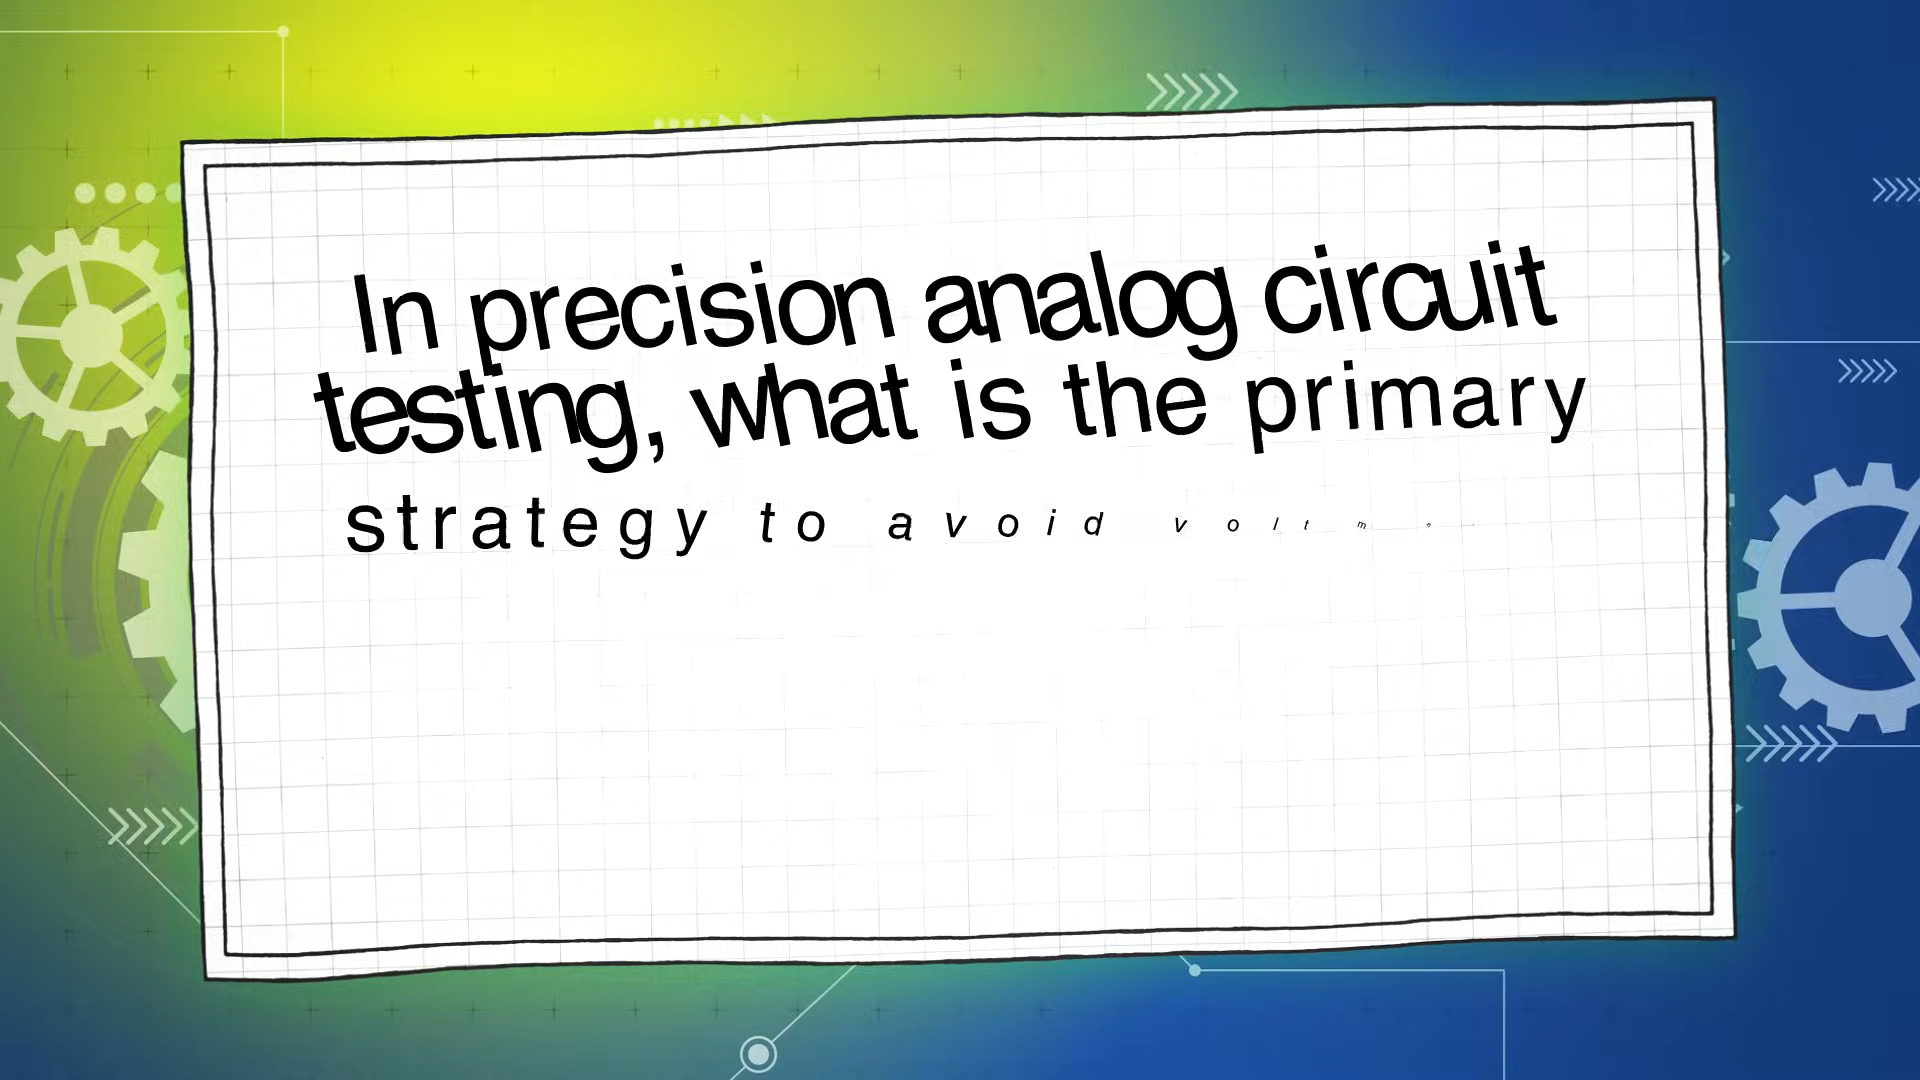 In precision analog circuit
testing, what is the primary
strategy to avoid